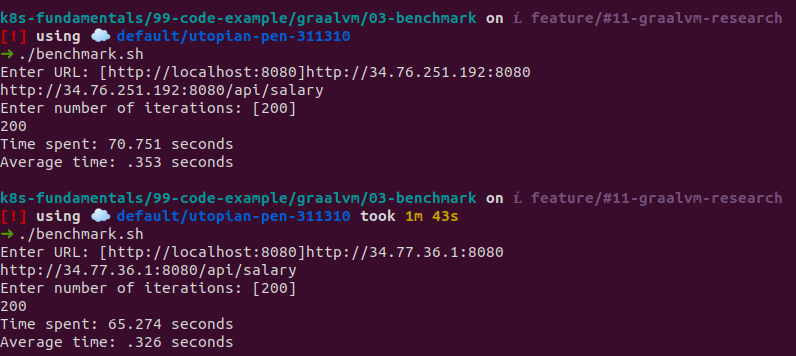 k8s-fundamentals/99-code-example/graalvm/03-benchmark on feature/#11-graalvm-research
[!] using ☁️ default/utopian-pen-311310
➜ ./benchmark.sh
Enter URL: [http://localhost:8080]http://34.76.251.192:8080
http://34.76.251.192:8080/api/salary
Enter number of iterations: [200]
200
Time spent: 70.751 seconds
Average time: .353 seconds
k8s-fundamentals/99-code-example/graalvm/03-benchmark on feature/#11-graalvm-research
[!] using ☁️ default/utopian-pen-311310 took 1m 43s
➜ ./benchmark.sh
Enter URL: [http://localhost:8080]http://34.77.36.1:8080
http://34.77.36.1:8080/api/salary
Enter number of iterations: [200]
200
Time spent: 65.274 seconds
Average time: .326 seconds